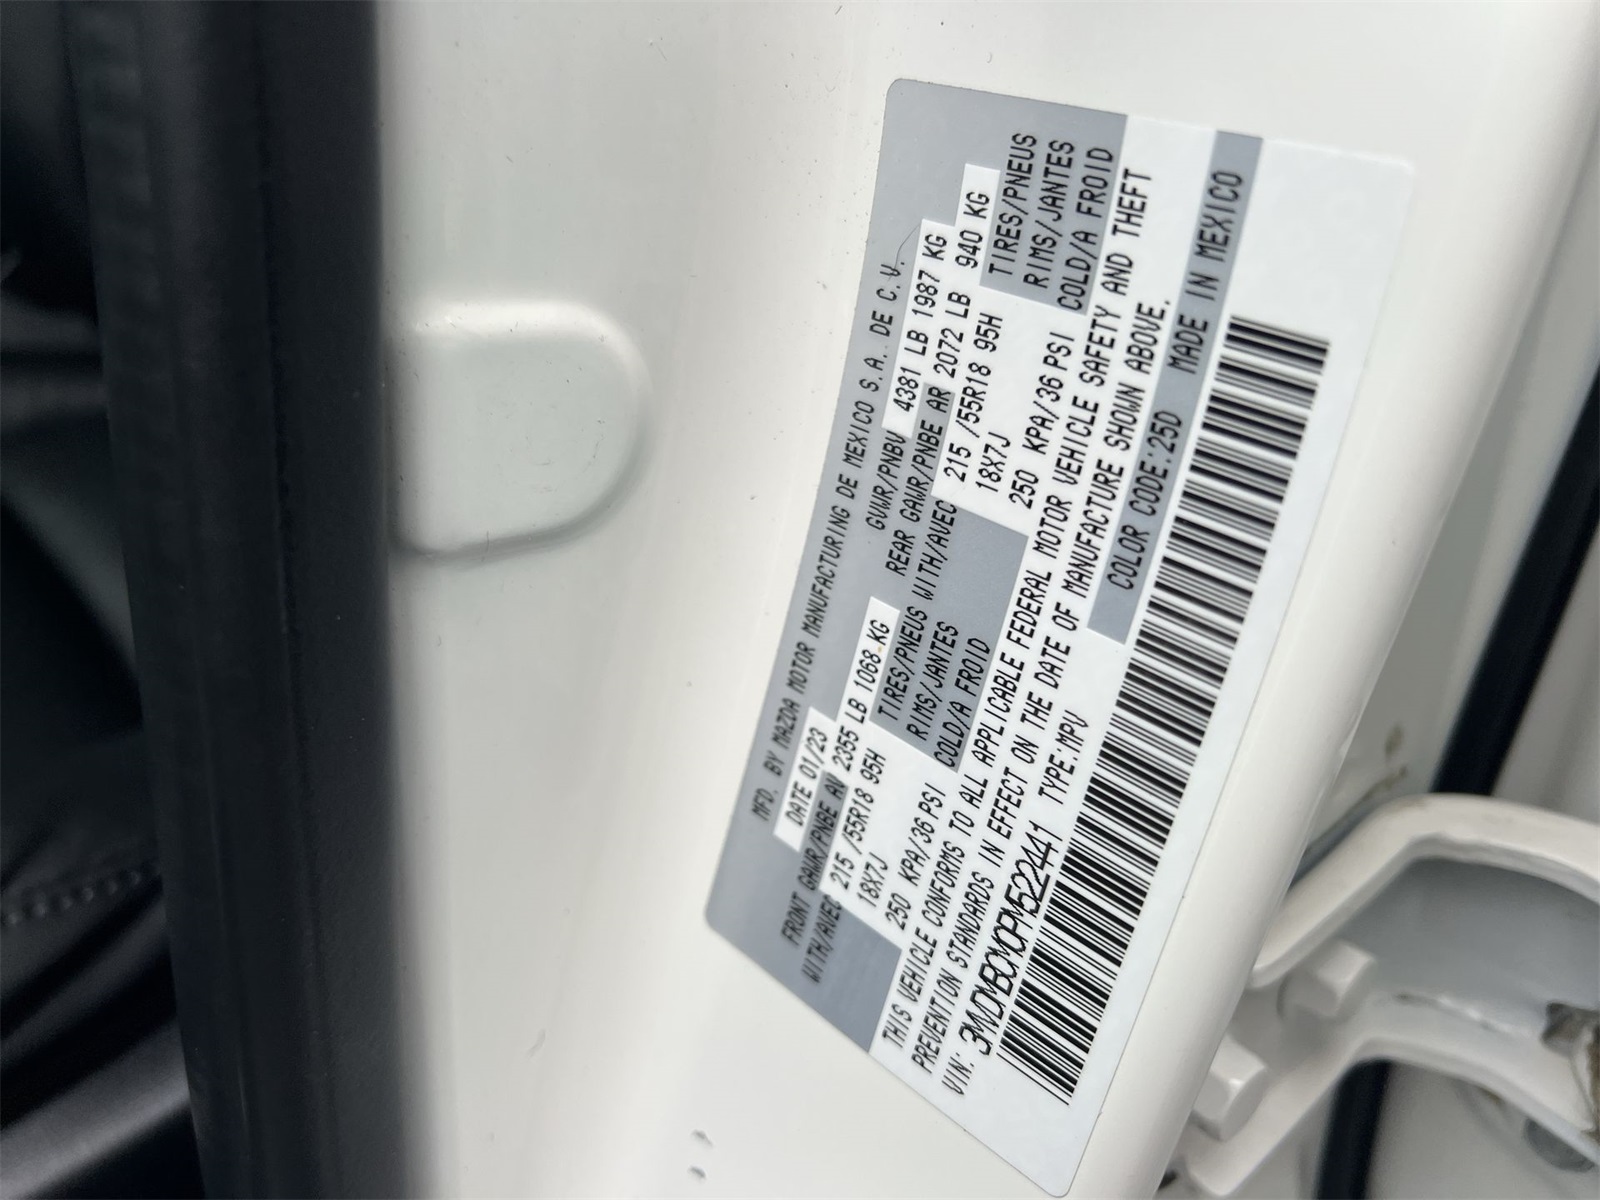 MFD. BY MAZDA MOTOR MANUFACTURING DE MEXICO S.A. DE C.V.
DATE 01/23 GVWR/PNBV 4381 LB 1987 KG
FRONT GAWR/PNBE AV 2355 LB 1068 KG REAR GAWR/PNBE AR 2072 LB 940 KG
WITH/AVEC 215 /55R18 95H TIRES/PNEUS WITH/AVEC 215 /55R18 95H TIRES/PNEUS
18X7J RIMS/JANTES 18X7J RIMS/JANTES
250 KPA/36 PSI COLD/A FROID 250 KPA/36 PSI COLD/A FROID
THIS VEHICLE CONFORMS TO ALL APPLICABLE FEDERAL MOTOR VEHICLE SAFETY AND THEFT
PREVENTION STANDARDS IN EFFECT ON THE DATE OF MANUFACTURE SHOWN ABOVE.
VIN: 3MVDMBCM0PM522441 TYPE:MPV COLOR CODE:25D MADE IN MEXICO